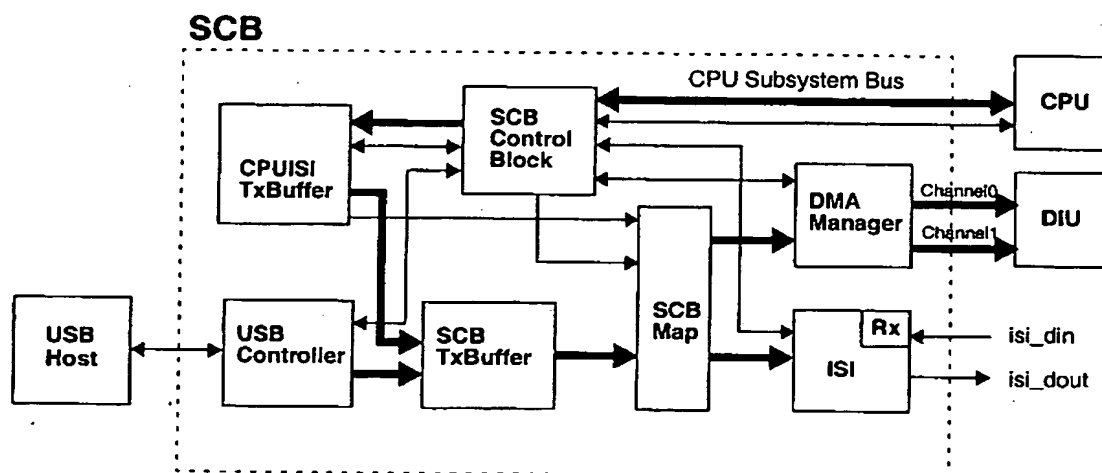 SCB
CPU Subsystem Bus
CPU
SCB
Control
Block
CPUISI
TxBuffer
DMA
Manager
Channel0
Channel1
DIU
SCB
Map
USB
Host
USB
Controller
SCB
TxBuffer
Rx
ISI
isi_din
isi_dout